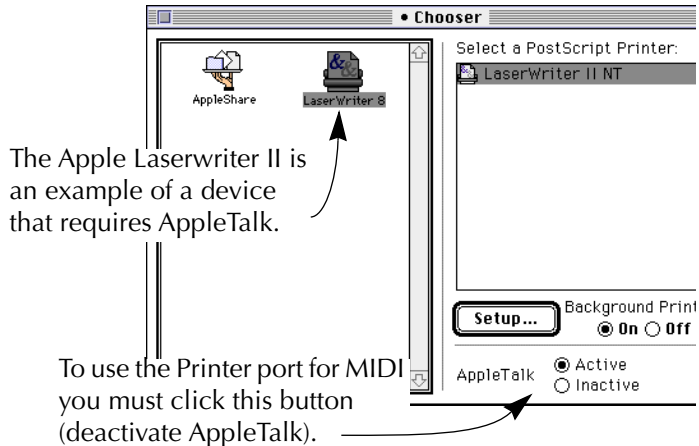 • Chooser
AppleShare
LaserWriter 8
Select a PostScript Printer:
LaserWriter II NT
The Apple Laserwriter II is
an example of a device
that requires AppleTalk.
Setup...
Background Print
On Off
To use the Printer port for MIDI
you must click this button
(deactivate AppleTalk).
AppleTalk
Active
Inactive